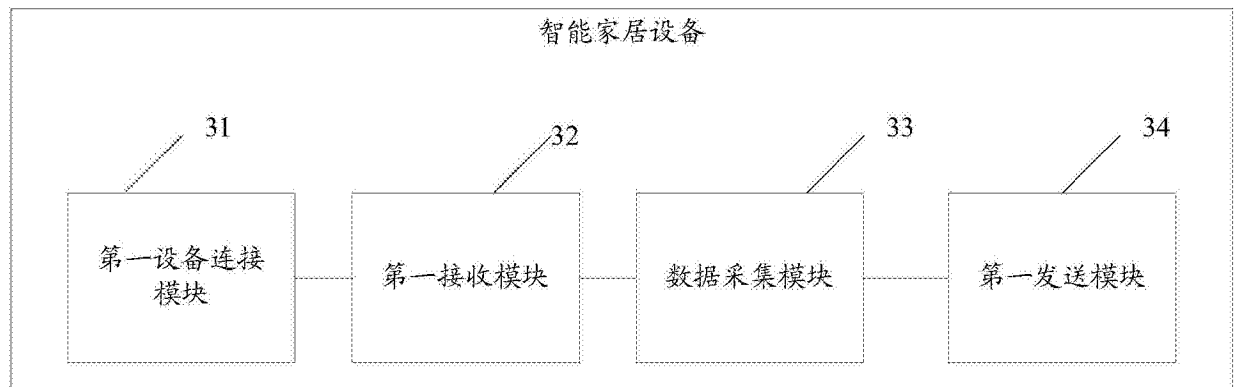 智能家居设备
31
32
33
34
第一设备连接
模块
第一接收模块
数据采集模块
第一发送模块